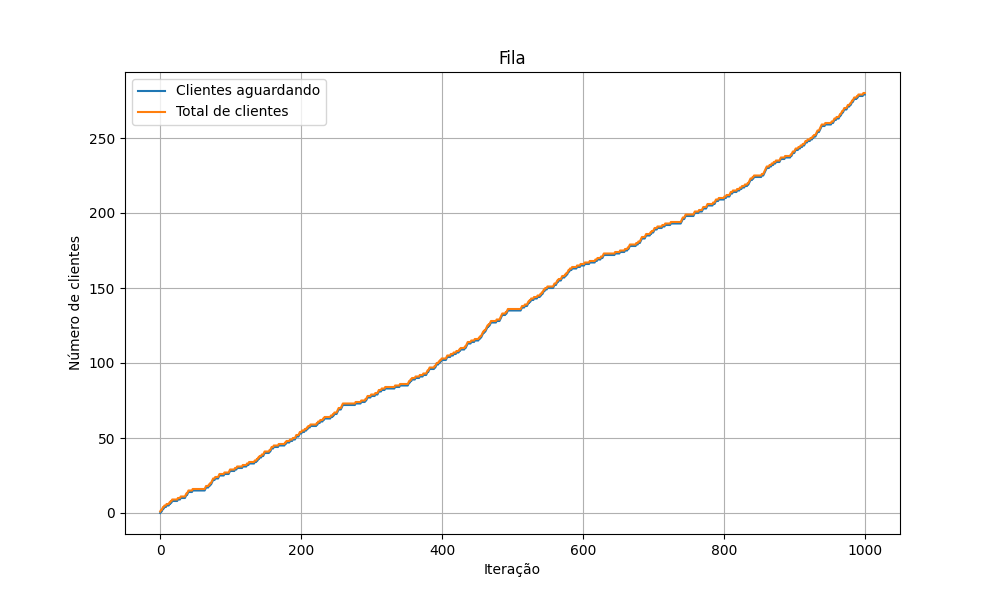 Fila
Clientes aguardando
Total de clientes
Número de clientes
250
200
150
100
50
0
0 200 400 600 800 1000
Iteração